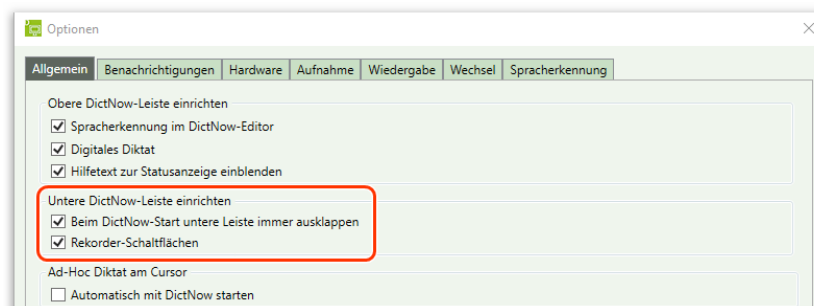 Optionen
Allgemein Benachrichtigungen Hardware Aufnahme Wiedergabe Wechsel Spracherkennung
Obere DictNow-Leiste einrichten
Spracherkennung im DictNow-Editor
Digitales Diktat
Hilfetext zur Statusanzeige einblenden
Untere DictNow-Leiste einrichten
Beim DictNow-Start untere Leiste immer ausklappen
Rekorder-Schaltflächen
Ad-Hoc Diktat am Cursor
Automatisch mit DictNow starten